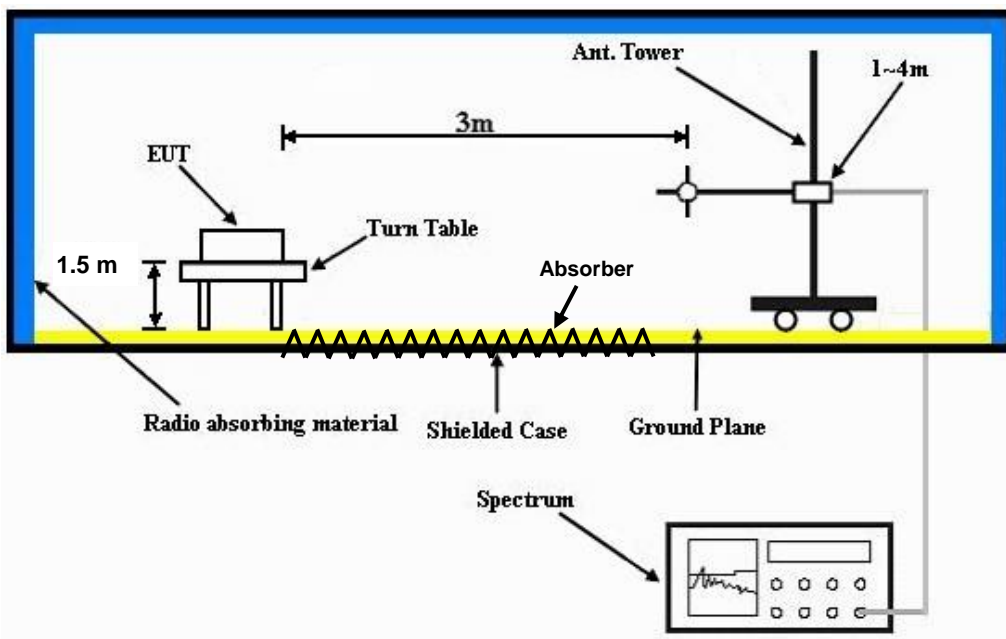 Ant. Tower
1~4m
3m
EUT
Turn Table
1.5 m
Absorber
Radio absorbing material
Shielded Case
Ground Plane
Spectrum